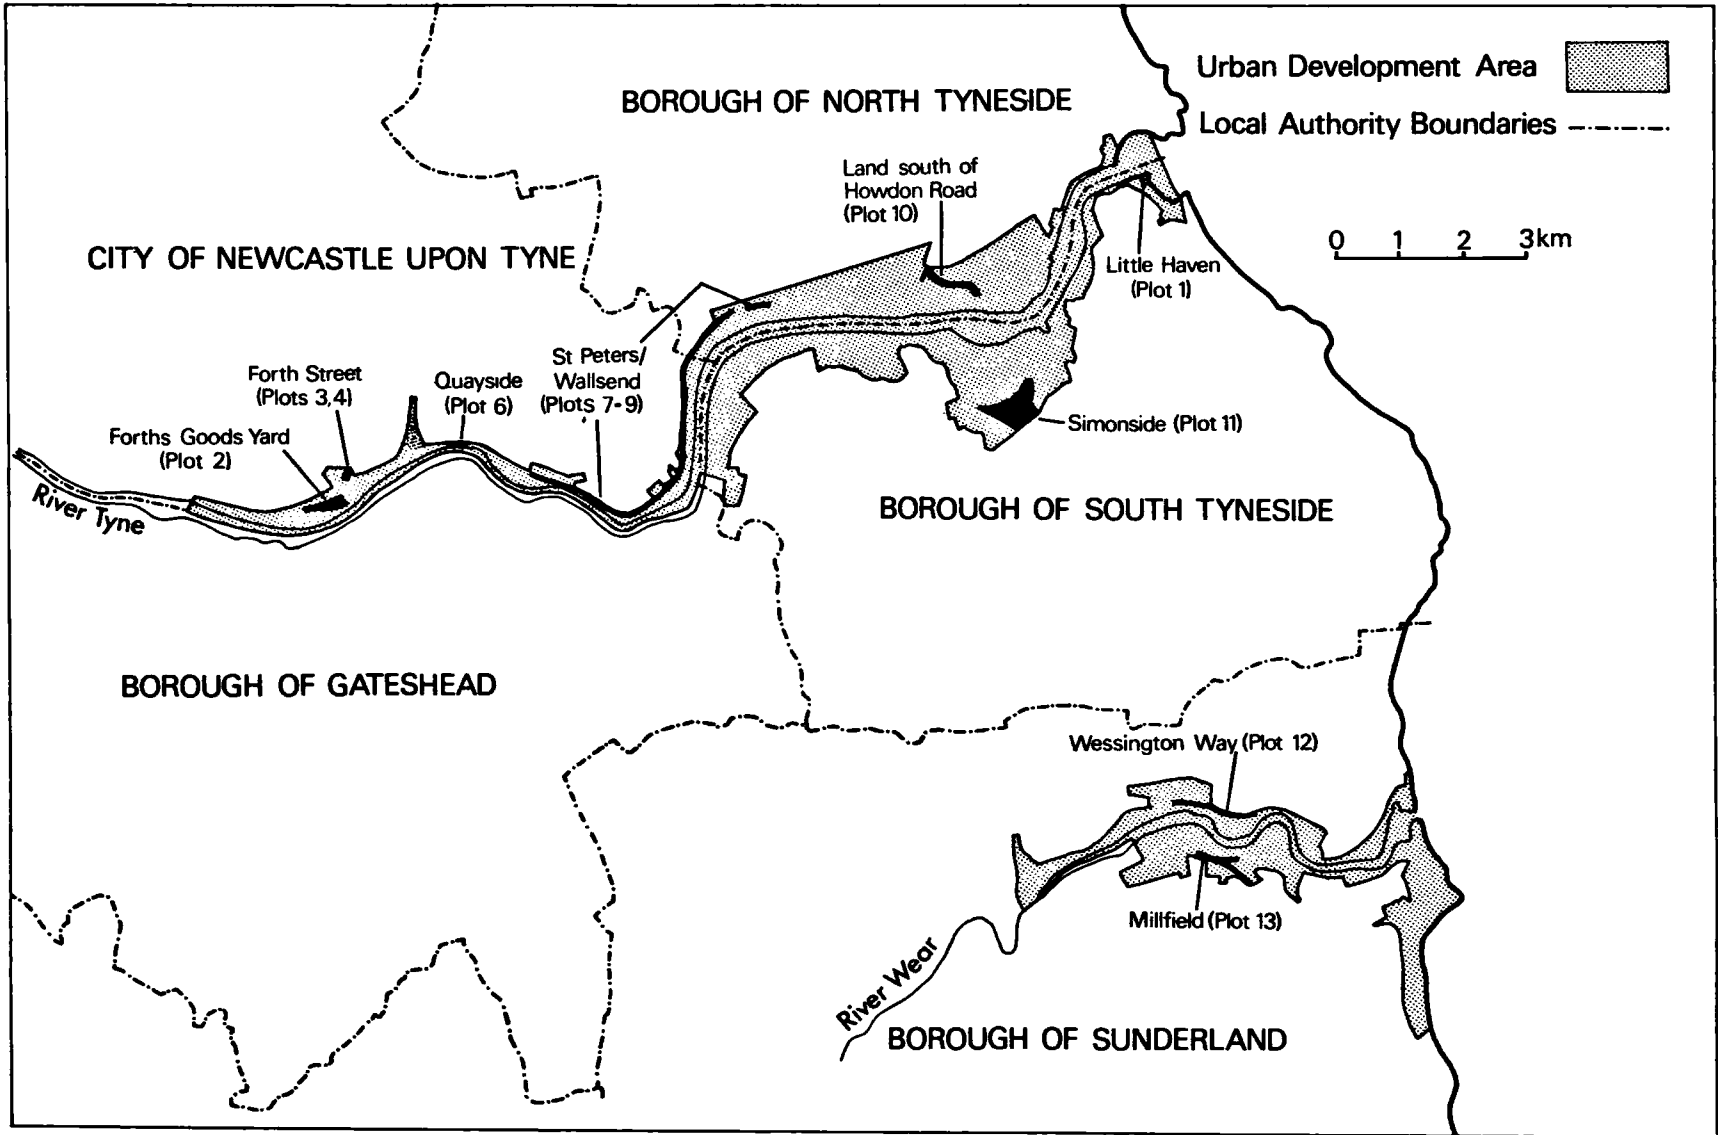 Urban Development Area
BOROUGH OF NORTH TYNESIDE
Local Authority Boundaries
Land south of
Howdon Road
(Plot 10)
CITY OF NEWCASTLE UPON TYNE
0 1 2 3km
Little Haven
(Plot 1)
St Peters/
Wallsend
(Plots 7-9)
Forth Street
(Plots 3,4)
Quayside
(Plot 6)
Forths Goods Yard
(Plot 2)
Simonside (Plot 11)
River Tyne
BOROUGH OF SOUTH TYNESIDE
BOROUGH OF GATESHEAD
Wessington Way (Plot 12)
Millfield (Plot 13)
River Wear
BOROUGH OF SUNDERLAND